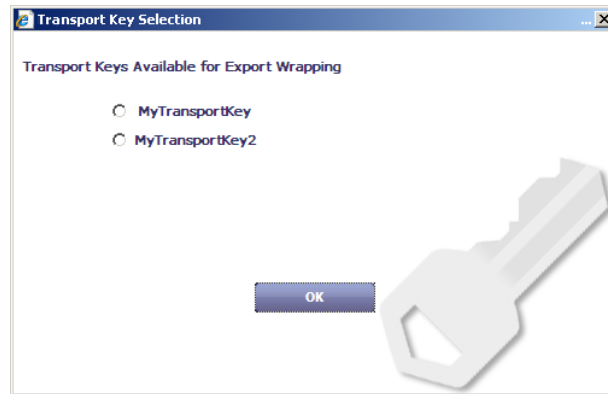 Transport Key Selection
Transport Keys Available for Export Wrapping
MyTransportKey
MyTransportKey2
OK